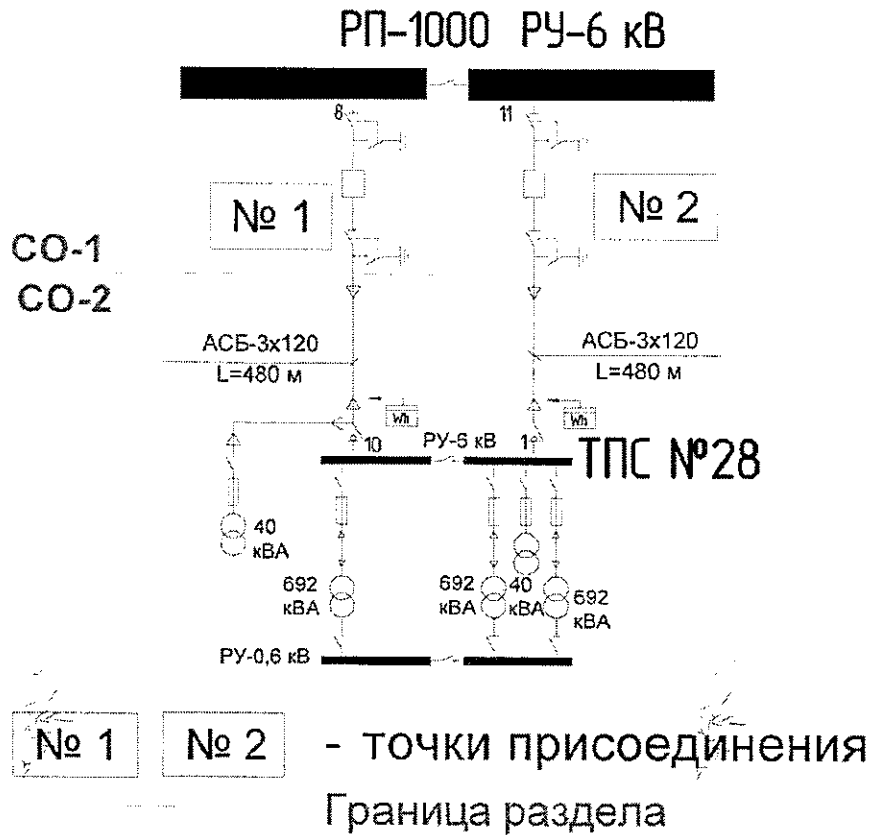 РП-1000 РУ-6 кВ
8
11
№ 1
№ 2
СО-1
СО-2
АСБ-3х120
L=480 м
АСБ-3х120
L=480 м
Wh
Wh
10
РУ-6 кВ
1
ТПС №28
40
кВА
692
кВА
692
кВА
40
кВА
692
кВА
РУ-0,6 кВ
№ 1
№ 2
- точки присоединения
Граница раздела